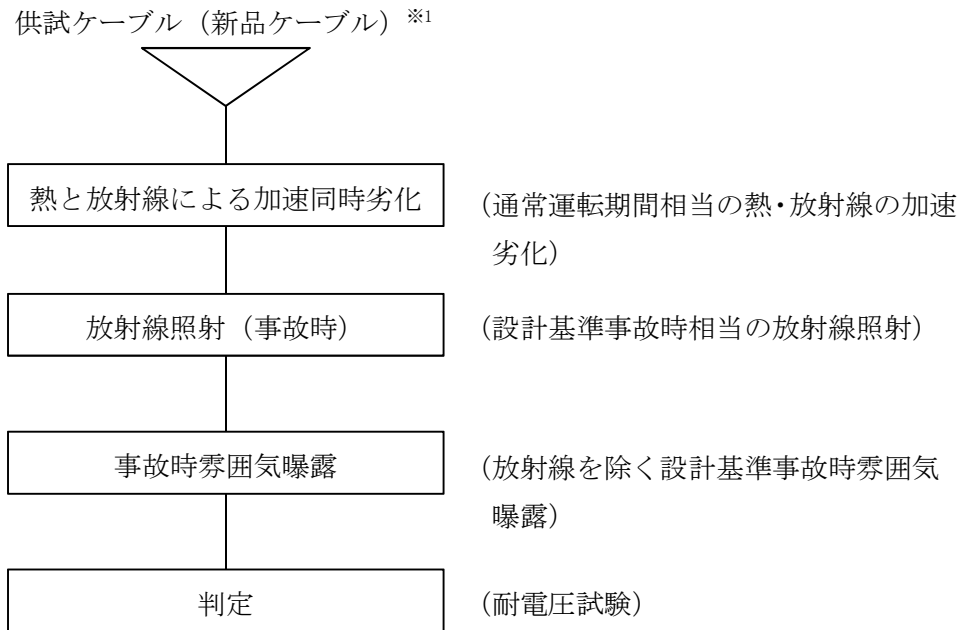 供試ケーブル（新品ケーブル）※1
熱と放射線による加速同時劣化
（通常運転期間相当の熱・放射線の加速
劣化）
放射線照射（事故時）
（設計基準事故時相当の放射線照射）
事故時雰囲気曝露
（放射線を除く設計基準事故時雰囲気
曝露）
判定
（耐電圧試験）